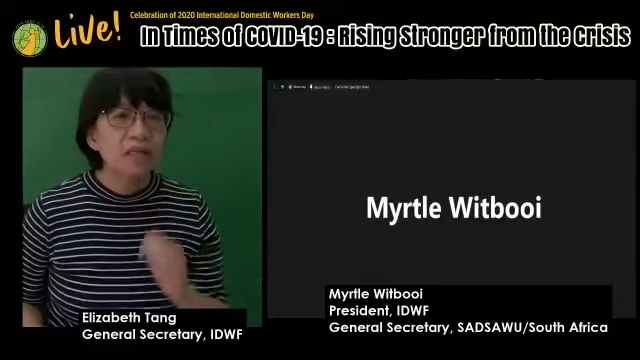 Live!
Celebration of 2020 International Domestic Workers Day
In Times of COVID-19 : Rising Stronger from the Crisis
Myrtle Witbooi
Elizabeth Tang
General Secretary, IDWF
Myrtle Witbooi
President, IDWF
General Secretary, SADSAWU/South Africa